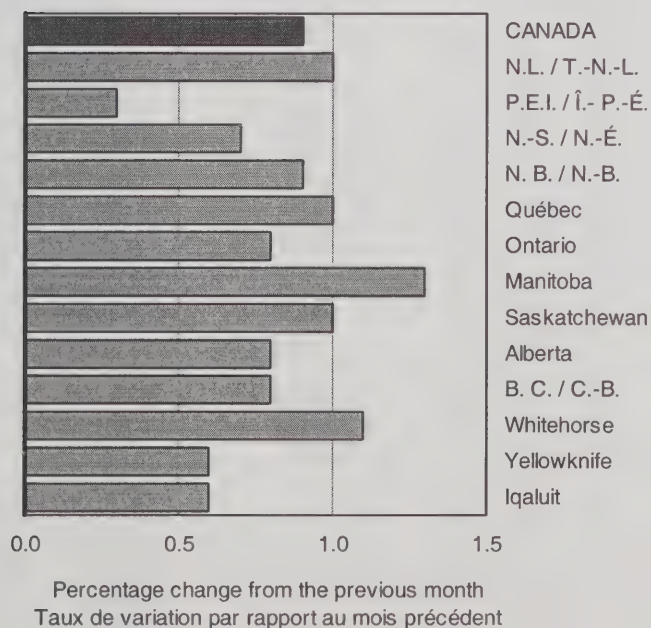 CANADA
N.L. / T.-N.-L.
P.E.I. / Î.- P.-É.
N.-S. / N.-É.
N. B. / N.-B.
Québec
Ontario
Manitoba
Saskatchewan
Alberta
B. C. / C.-B.
Whitehorse
Yellowknife
Iqaluit
0.0 0.5 1.0 1.5
Percentage change from the previous month
Taux de variation par rapport au mois précédent